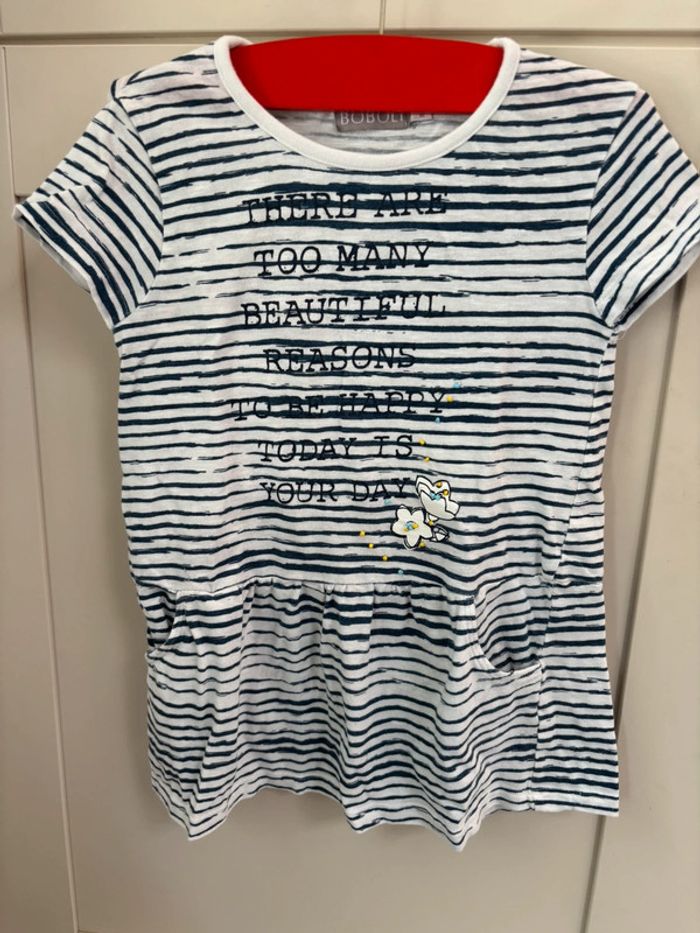 BOBOLI
THERE ARE
TOO MANY
BEAUTIFUL
REASONS
TO BE HAPPY
TODAY IS
YOUR DAY